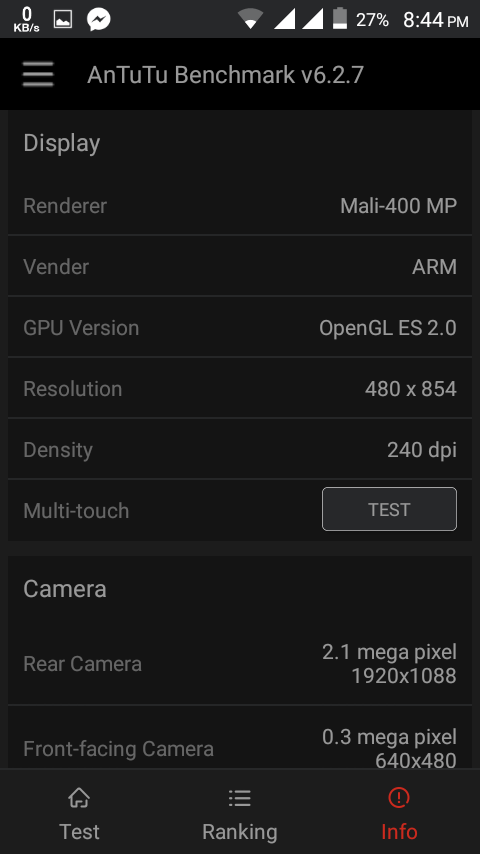 0
KB/s
27%
8:44 PM
AnTuTu Benchmark v6.2.7
Display
Renderer Mali-400 MP
Vender ARM
GPU Version OpenGL ES 2.0
Resolution 480 x 854
Density 240 dpi
Multi-touch TEST
Camera
Rear Camera 2.1 mega pixel
1920x1088
Front-facing Camera 0.3 mega pixel
640x480
Test Ranking Info